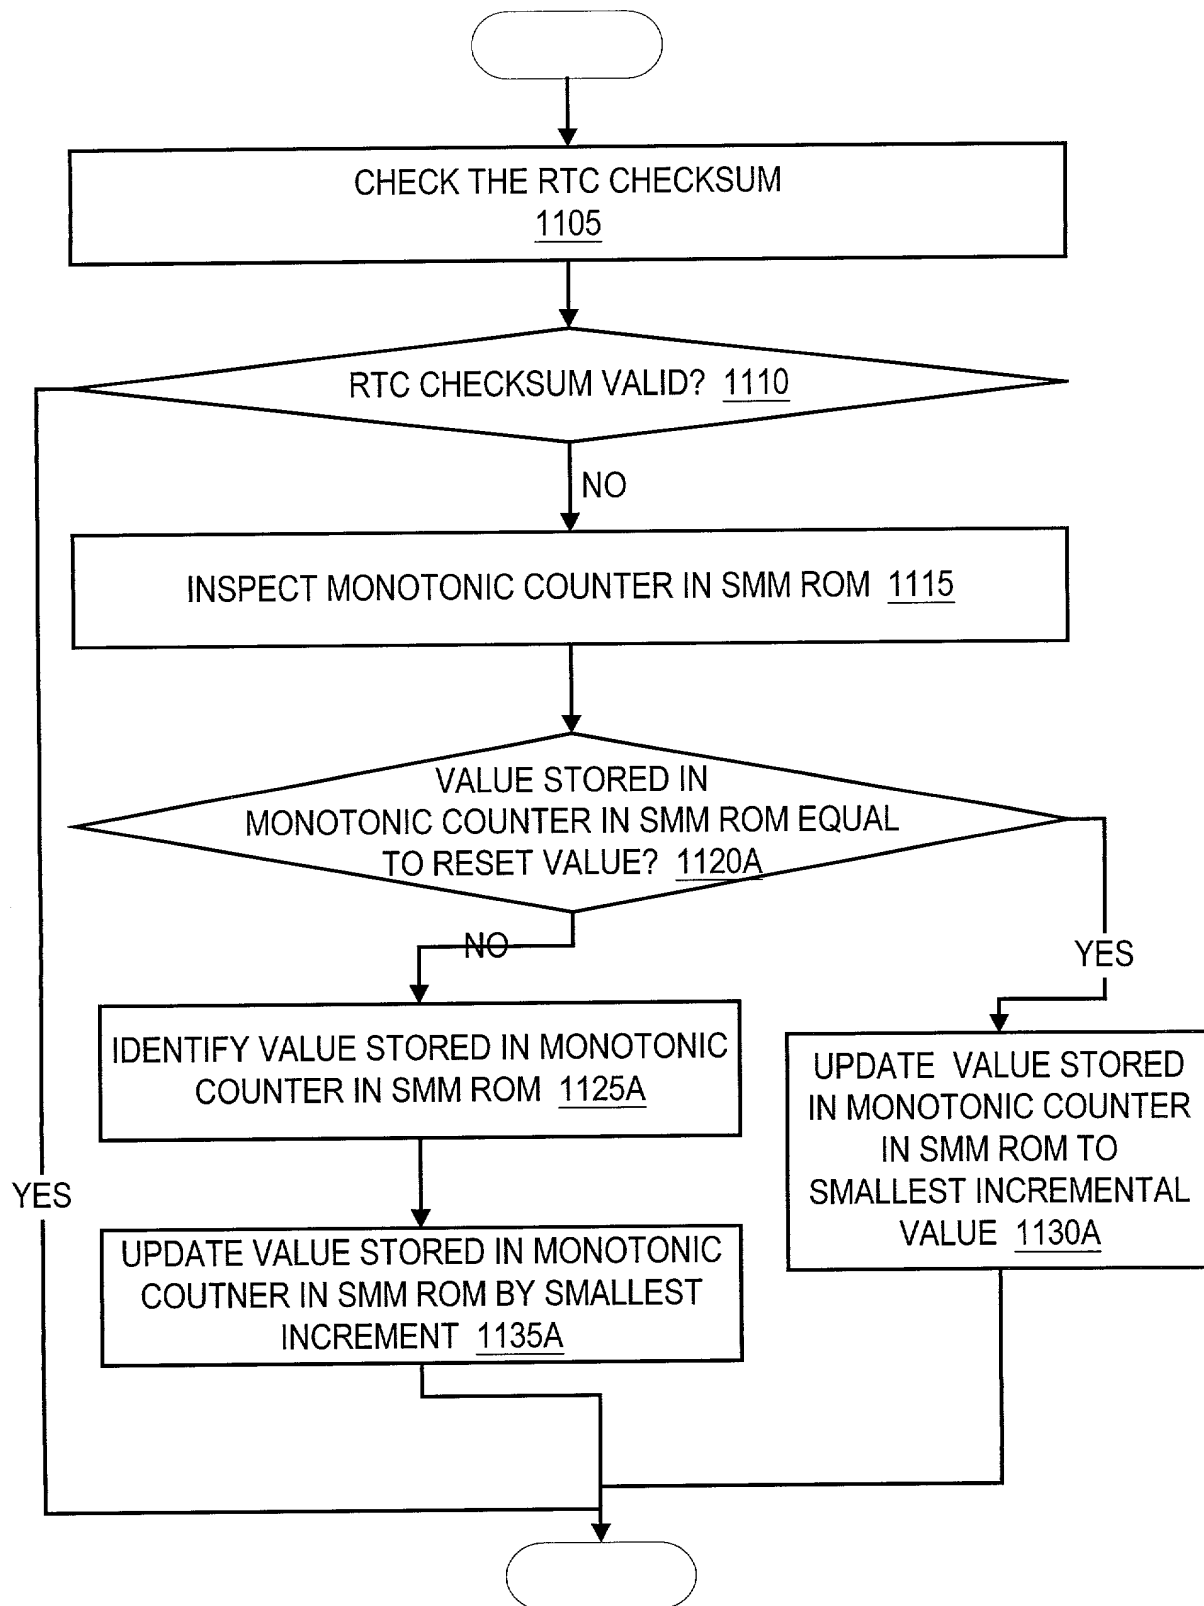 CHECK THE RTC CHECKSUM
1105
RTC CHECKSUM VALID? 1110
NO
INSPECT MONOTONIC COUNTER IN SMM ROM 1115
VALUE STORED IN
MONOTONIC COUNTER IN SMM ROM EQUAL
TO RESET VALUE? 1120A
NO
YES
IDENTIFY VALUE STORED IN MONOTONIC
COUNTER IN SMM ROM 1125A
UPDATE VALUE STORED
IN MONOTONIC COUNTER
IN SMM ROM TO
SMALLEST INCREMENTAL
VALUE 1130A
YES
UPDATE VALUE STORED IN MONOTONIC
COUTNER IN SMM ROM BY SMALLEST
INCREMENT 1135A